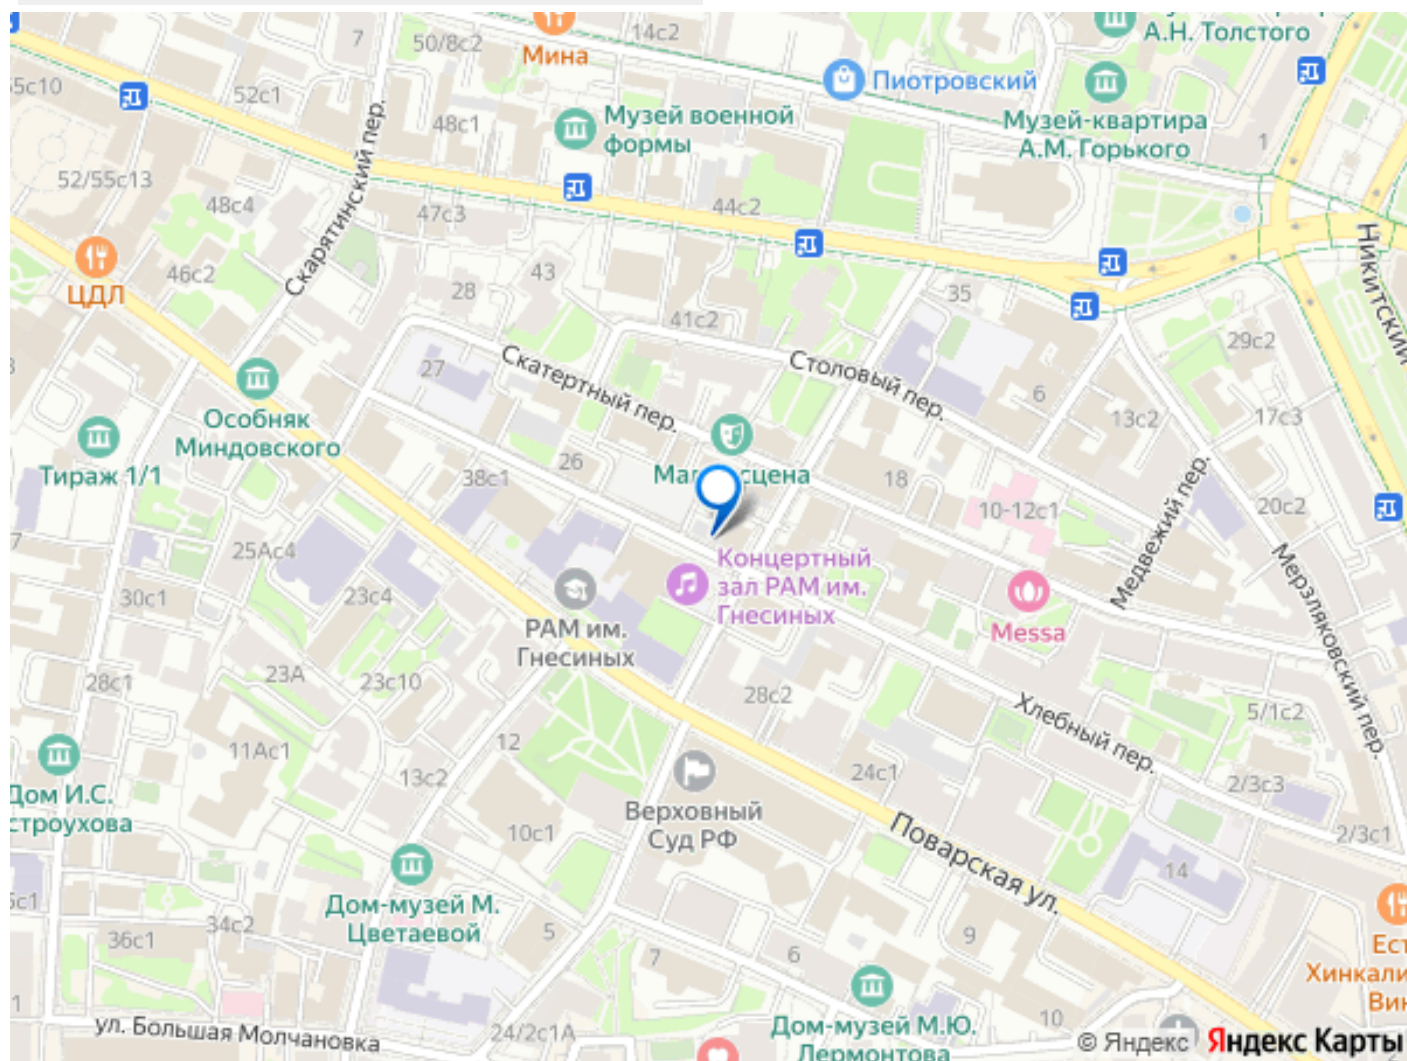 7
50/8с2
Мина
14с2
А.Н. Толстого
Пиотровский
52с1
48с1
Музей военной
формы
Музей-квартира
А.М. Горького
1
52/55с13
48с4
47с3
44с2
Скарятинский пер.
Никитский
ЦДЛ
46с2
43
28
41с2
35
29с2
Столовый пер.
Скатертный пер.
27
6
13с2
17с3
Особняк
Миндовского
Тираж 1/1
38с1
26
18
10-12с1
20с2
Медвежий пер.
Мерзляковский пер.
25Ас4
23с4
30с1
Концертный
зал РАМ им.
Гнесиных
РАМ им.
Гнесиных
Messa
28с1
23А
23с10
28с2
Хлебный пер.
5/1с2
11Ас1
12
13с2
24с1
2/3с3
2/3с1
Дом И.С.
Верховный
Суд РФ
10с1
Поварская ул.
14
Дом-музей М.
Цветаевой
34с2
36с1
5
7
6
9
10
ул. Большая Молчановка
24/2с1А
Дом-музей М.Ю.
Лермонтова
© Яндекс Яндекс Карты